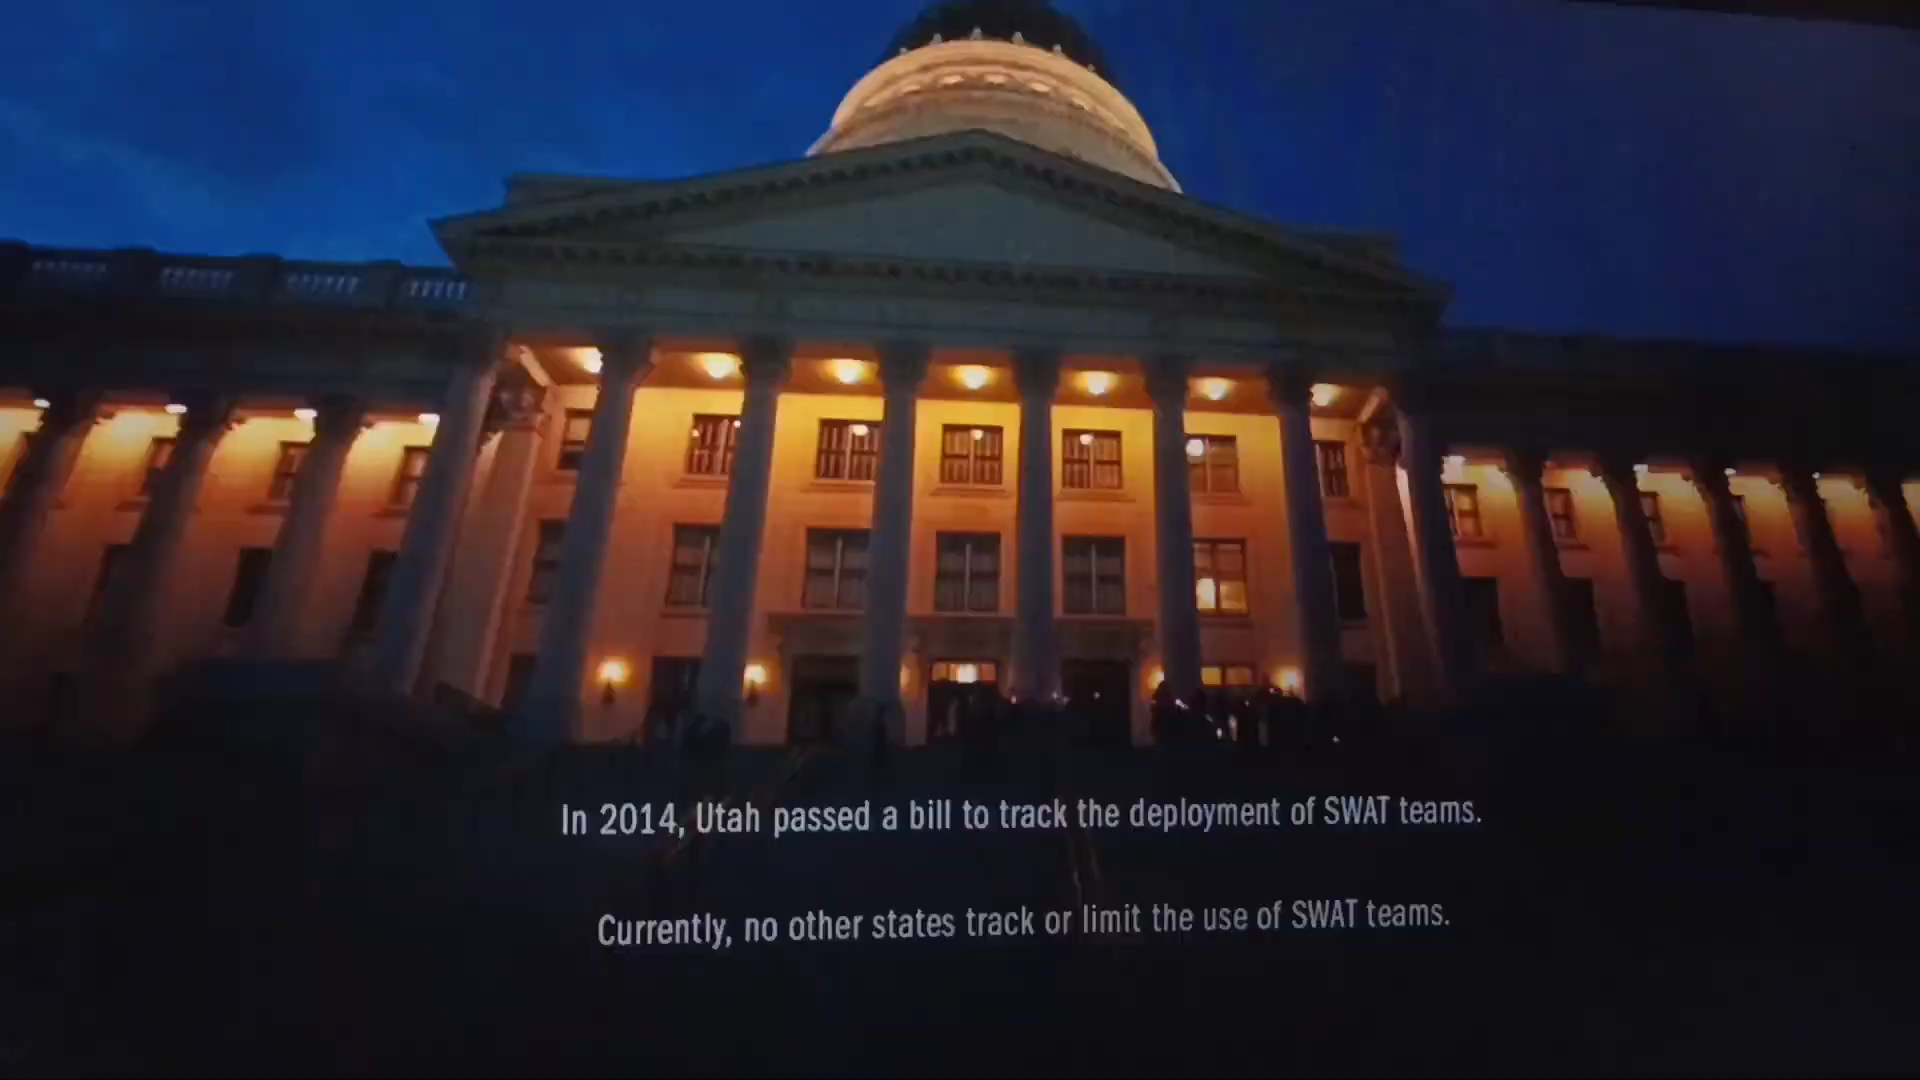 In 2014, Utah passed a bill to track the deployment of SWAT teams.
Currently, no other states track or limit the use of SWAT teams.